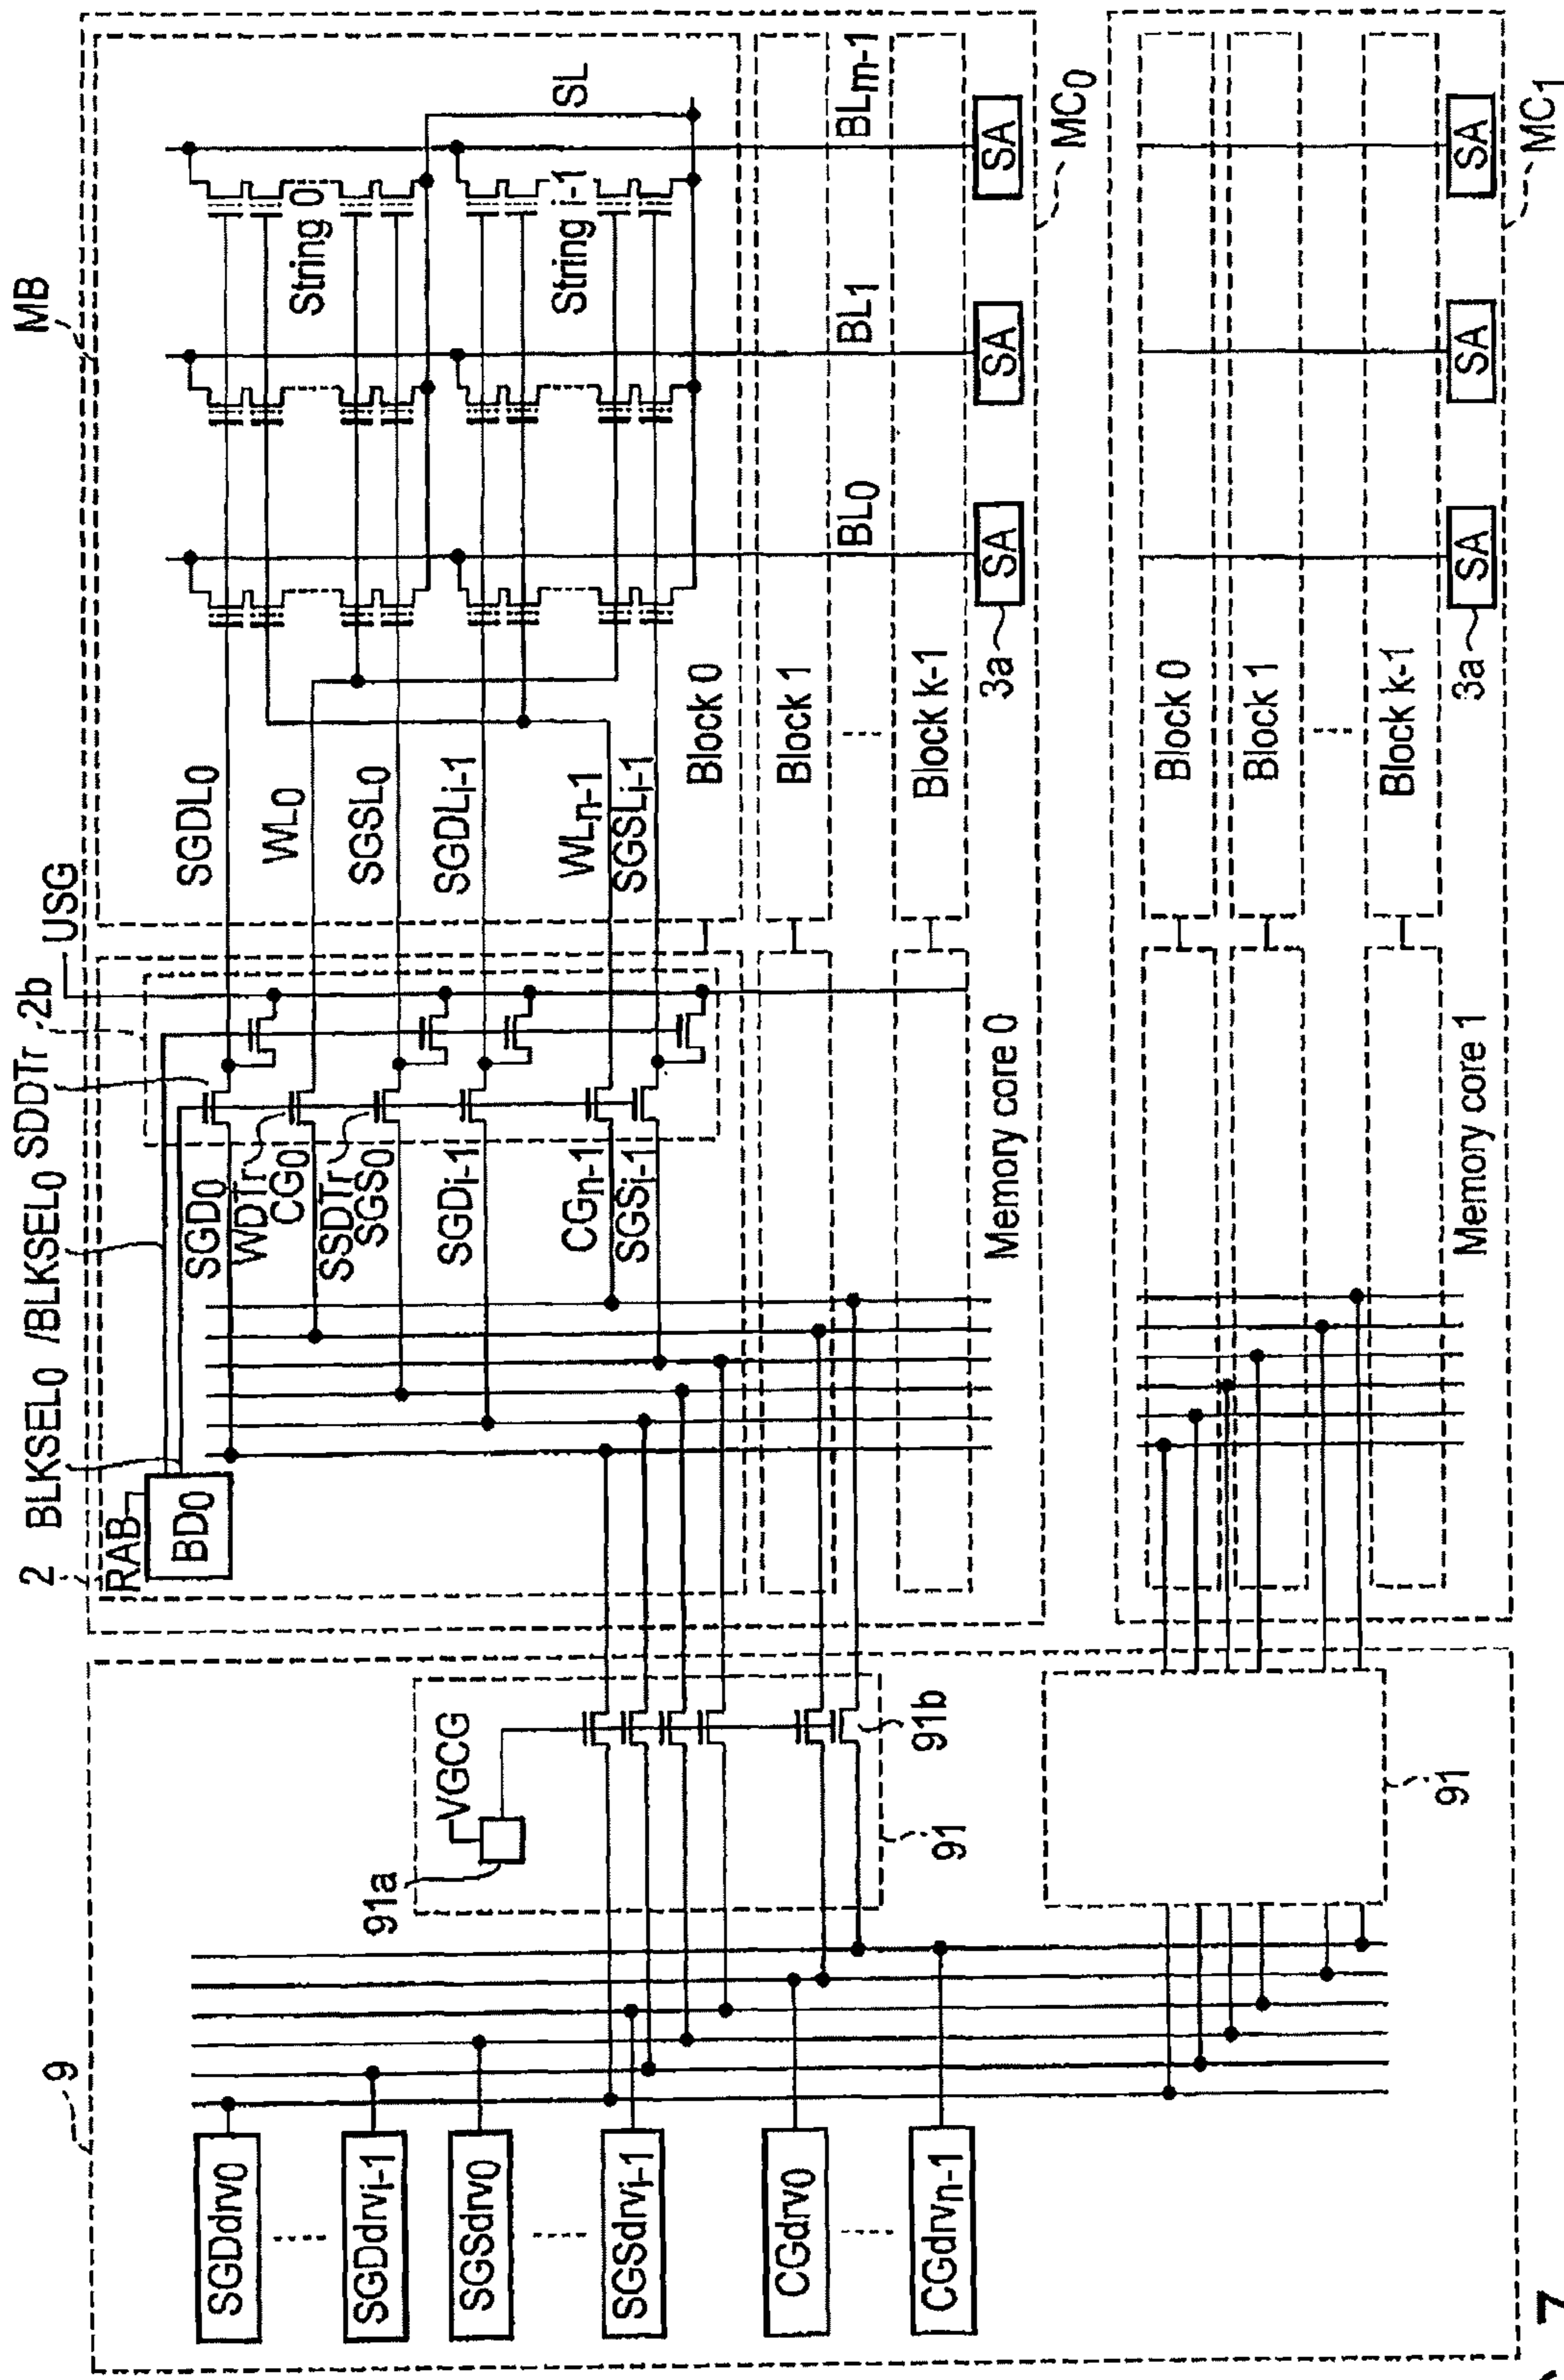 MB
2
BLKSEL0
/BLKSEL0
SDDTr
2b
USG
RAB
BD0
SGD0
WDTr
CG0
SSDTr
SGS0
SGDi-1
CGn-1
SGSi-1
SGDL0
WL0
SGSL0
SGDLi-1
WLn-1
SGSLi-1
String 0
String i-1
SL
Block 0
Block 1
Block k-1
BL0
BL1
BLm-1
3a
SA
SA
SA
MC0
Memory core 0
Block 0
Block 1
Block k-1
3a
SA
SA
SA
MC1
Memory core 1
9
SGDdrv0
SGDdrvi-1
SGSdrv0
SGSdrvi-1
CGdrv0
CGdrvn-1
VGCG
91a
91b
91
91
7